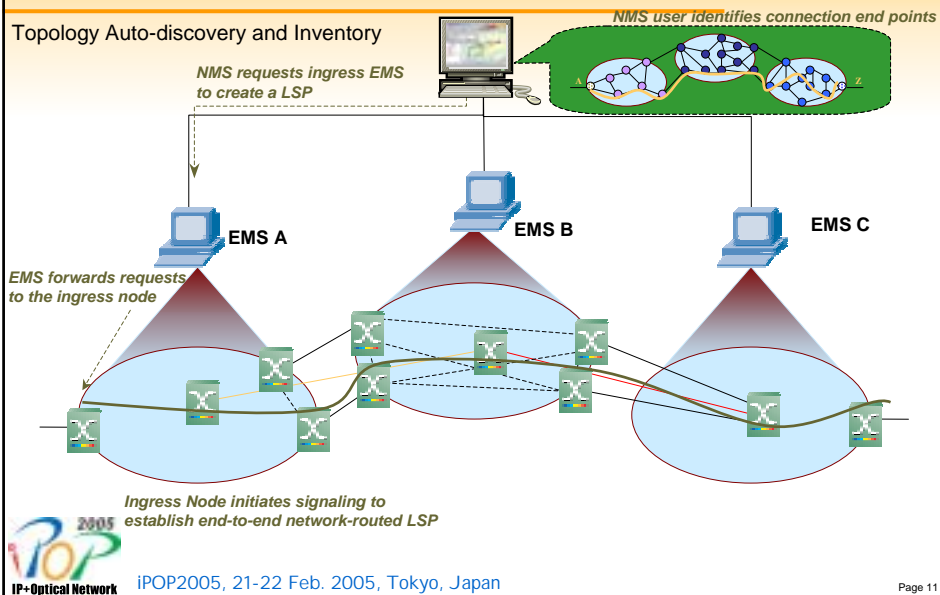 NMS user identifies connection end points
Topology Auto-discovery and Inventory
A
Z
NMS requests ingress EMS
to create a LSP
EMS A
EMS B
EMS C
EMS forwards requests
to the ingress node
Ingress Node initiates signaling to
establish end-to-end network-routed LSP
2005
iPOP
IP+Optical Network
iPOP2005, 21-22 Feb. 2005, Tokyo, Japan
Page 11